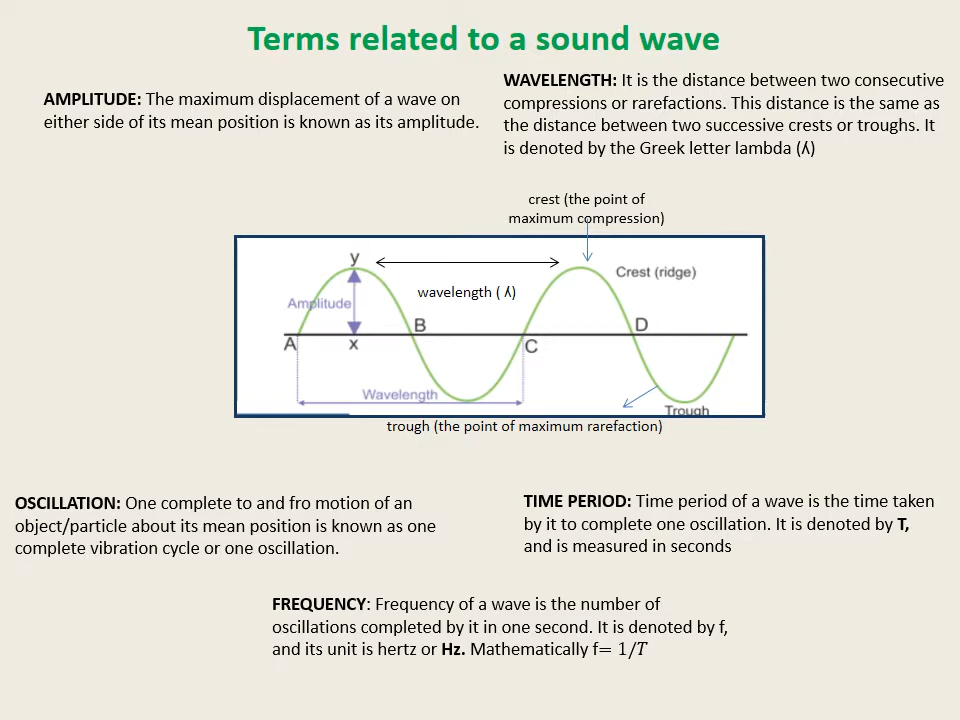 Terms related to a sound wave
AMPLITUDE: The maximum displacement of a wave on
either side of its mean position is known as its amplitude.
WAVELENGTH: It is the distance between two consecutive
compressions or rarefactions. This distance is the same as
the distance between two successive crests or troughs. It
is denoted by the Greek letter lambda (ʎ)
crest (the point of
maximum compression)
y
Crest (ridge)
Amplitude
wavelength ( ʎ)
B
D
A
x
C
Wavelength
Trough
trough (the point of maximum rarefaction)
OSCILLATION: One complete to and fro motion of an
object/particle about its mean position is known as one
complete vibration cycle or one oscillation.
TIME PERIOD: Time period of a wave is the time taken
by it to complete one oscillation. It is denoted by T,
and is measured in seconds
FREQUENCY: Frequency of a wave is the number of
oscillations completed by it in one second. It is denoted by f,
and its unit is hertz or Hz. Mathematically f= 1/T